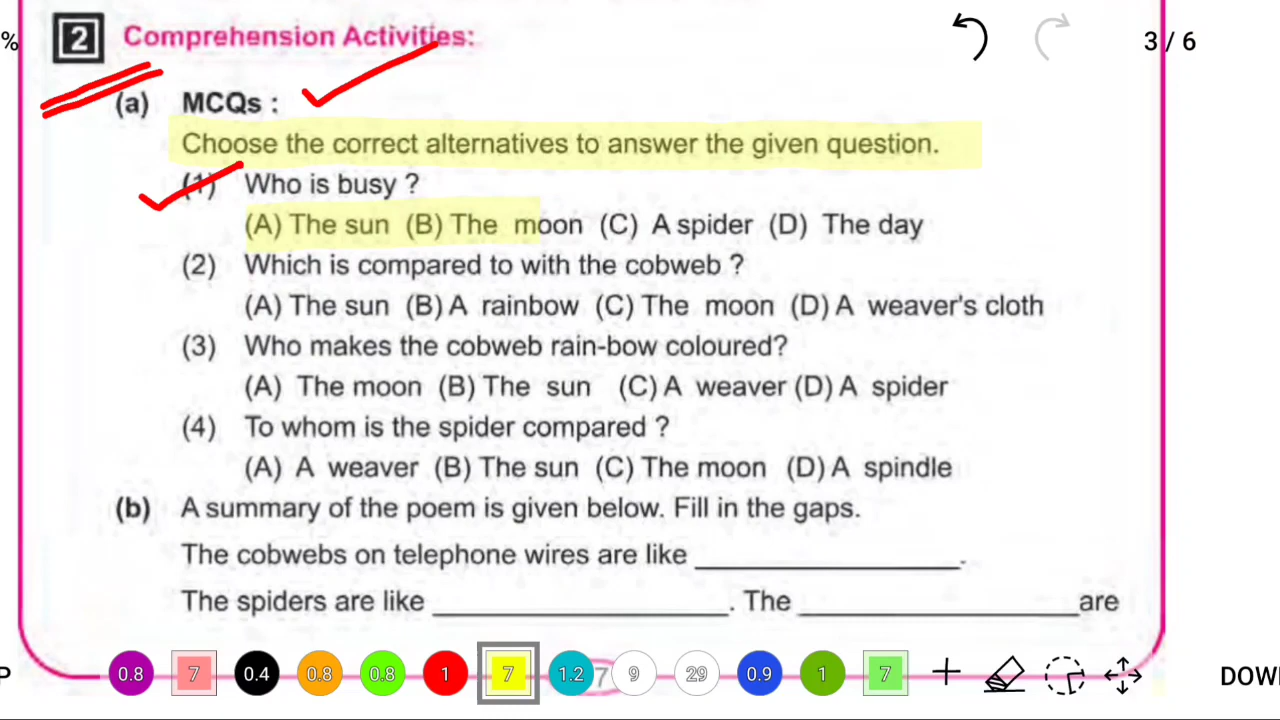 %
2 Comprehension Activities:
3 / 6
(a) MCQs :
Choose the correct alternatives to answer the given question.
(1) Who is busy ?
(A) The sun (B) The moon (C) A spider (D) The day
(2) Which is compared to with the cobweb ?
(A) The sun (B) A rainbow (C) The moon (D) A weaver's cloth
(3) Who makes the cobweb rain-bow coloured?
(A) The moon (B) The sun (C) A weaver (D) A spider
(4) To whom is the spider compared ?
(A) A weaver (B) The sun (C) The moon (D) A spindle
(b) A summary of the poem is given below. Fill in the gaps.
The cobwebs on telephone wires are like _________________.
The spiders are like ___________________. The __________________are
P 0.8 7 0.4 0.8 0.8 1 7 1.2 7 9 29 0.9 1 7 DOW